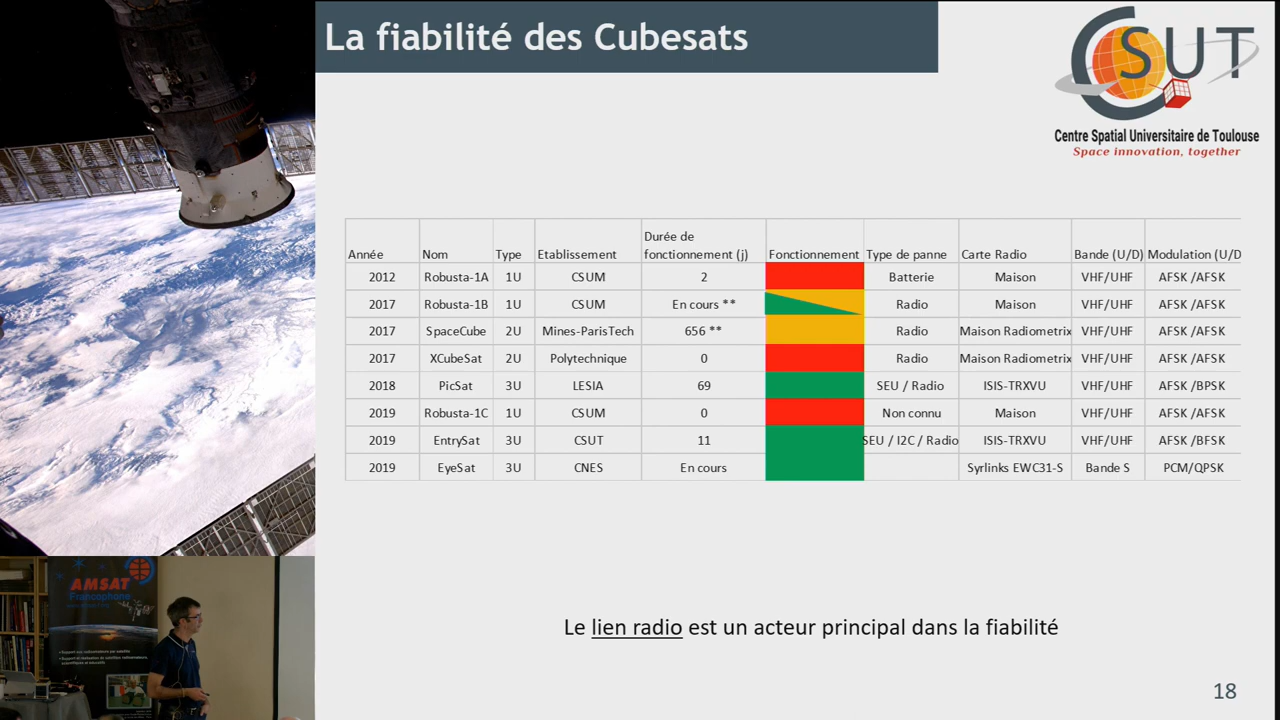 La fiabilité des Cubesats
CSUT
Centre Spatial Universitaire de Toulouse
Space innovation, together
Année Nom Type Etablissement Durée de fonctionnement (j) Fonctionnement Type de panne Carte Radio Bande (U/D) Modulation (U/D
2012 Robusta-1A 1U CSUM 2 Batterie Maison VHF/UHF AFSK /AFSK
2017 Robusta-1B 1U CSUM En cours ** Radio Maison VHF/UHF AFSK /AFSK
2017 SpaceCube 2U Mines-ParisTech 656 ** Radio Maison Radiometrix VHF/UHF AFSK /AFSK
2017 XCubeSat 2U Polytechnique 0 Radio Maison Radiometrix VHF/UHF AFSK /AFSK
2018 PicSat 3U LESIA 69 SEU / Radio ISIS-TRXVU VHF/UHF AFSK /BPSK
2019 Robusta-1C 1U CSUM 0 Non connu Maison VHF/UHF AFSK /AFSK
2019 EntrySat 3U CSUT 11 SEU / I2C / Radio ISIS-TRXVU VHF/UHF AFSK /BFSK
2019 EyeSat 3U CNES En cours Syrlinks EWC31-S Bande S PCM/QPSK
Le lien radio est un acteur principal dans la fiabilité
18
AMSAT
Francophone